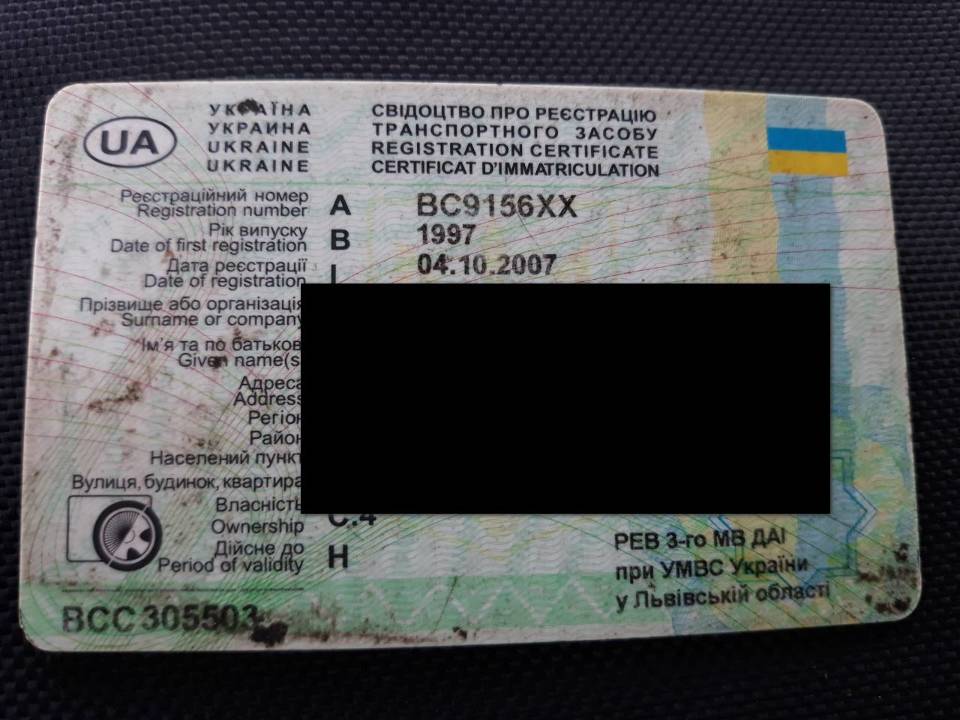 UA
УКРАЇНА
УКРАИНА
UKRAINE
UKRAINE
СВІДОЦТВО ПРО РЕЄСТРАЦІЮ
ТРАНСПОРТНОГО ЗАСОБУ
REGISTRATION CERTIFICATE
CERTIFICAT D'IMMATRICULATION
Реєстраційний номер
Registration number A BC9156XX
Рік випуску
Date of first registration B 1997
Дата реєстрації
Date of registration I 04.10.2007
Прізвище або організація
Surname or company
Ім'я та по батькові
Given name(s
Адреса
Address
Регіон
Район
Населений пункт
Вулиця, будинок, квартира
Власність
Ownership C.4
Дійсне до
Period of validity H
РЕВ 3-го МВ ДАІ
при УМВС України
у Львівській області
ВСС 305503